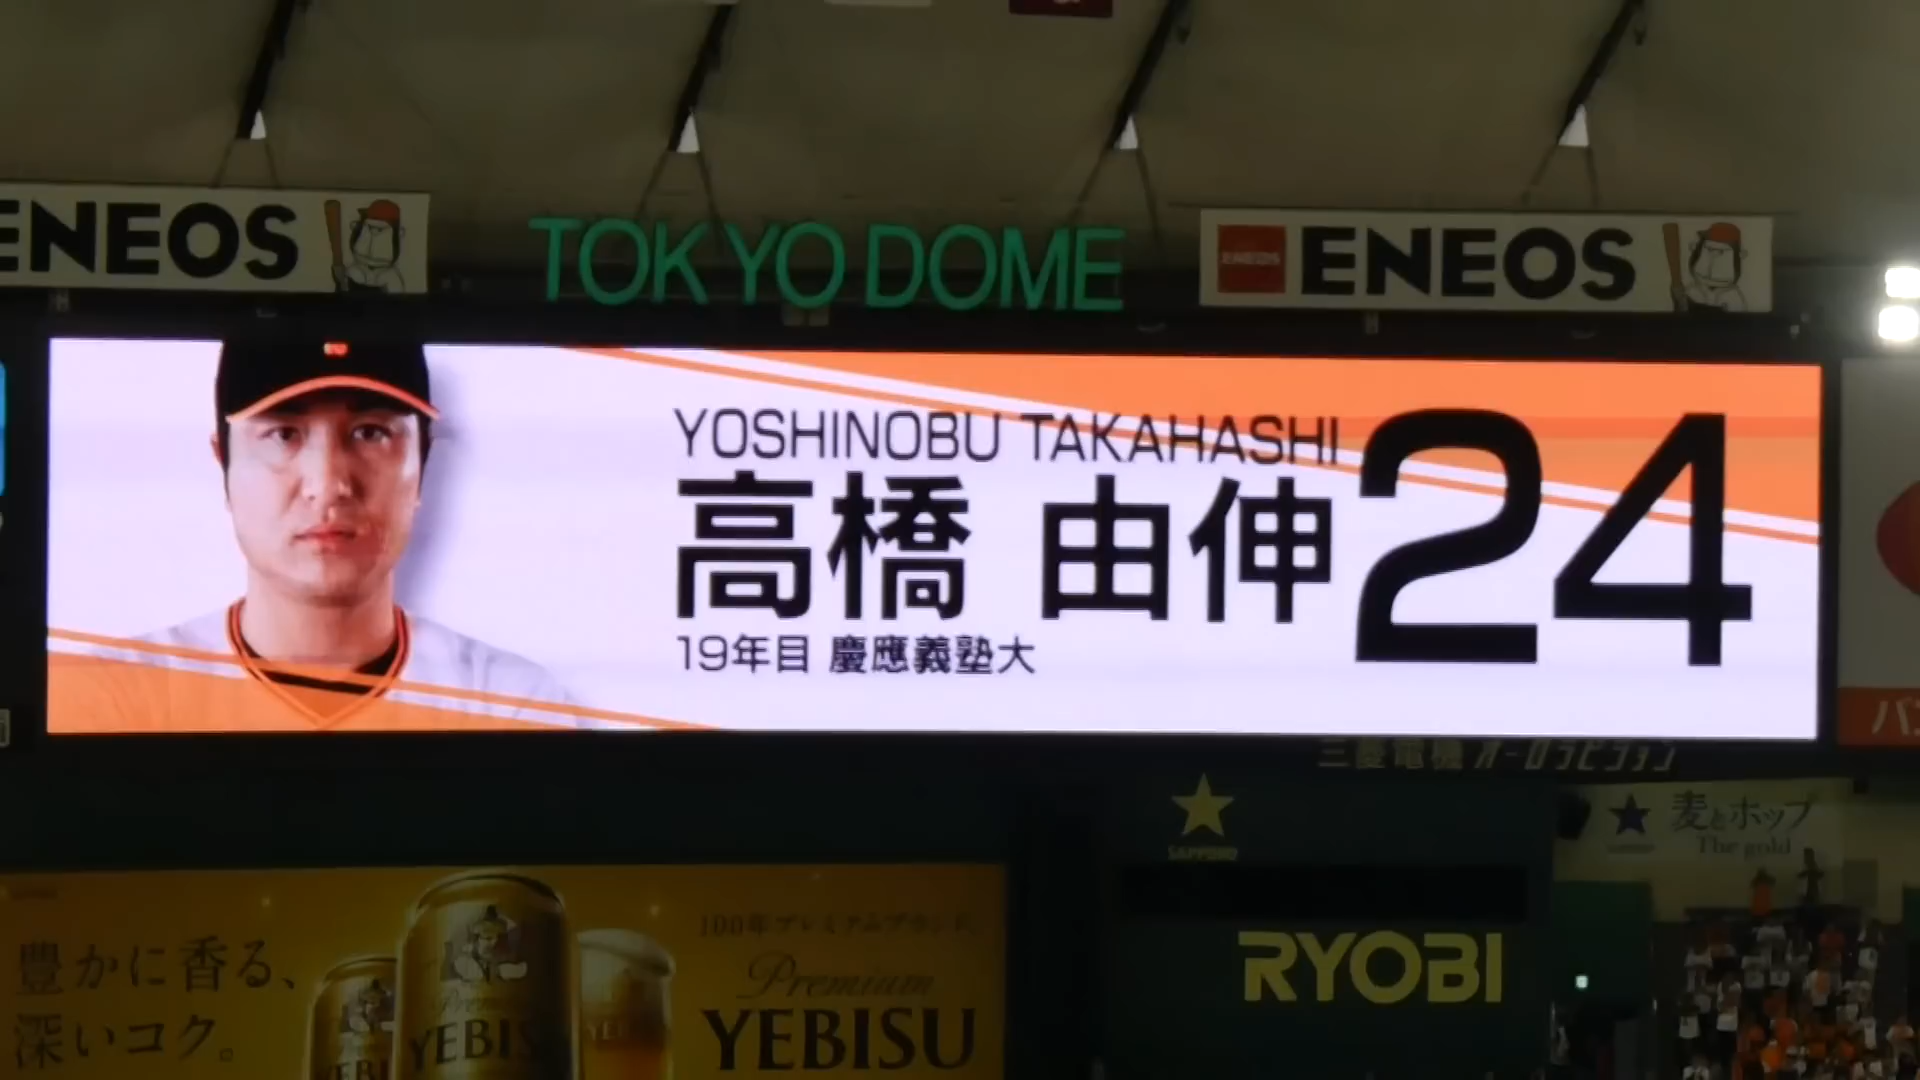 ENEOS
TOKYO DOME
ENEOS
ENEOS
YOSHINOBU TAKAHASHI
高橋 由伸
24
19年目 慶應義塾大
三菱電機 オーロラビジョン
SAPPORO
麦とホップ
The gold
豊かに香る、
深いコク。
100年プレミアムブランド。
Premium
YEBISU
YEBIS
YEBI
RYOBI
パ